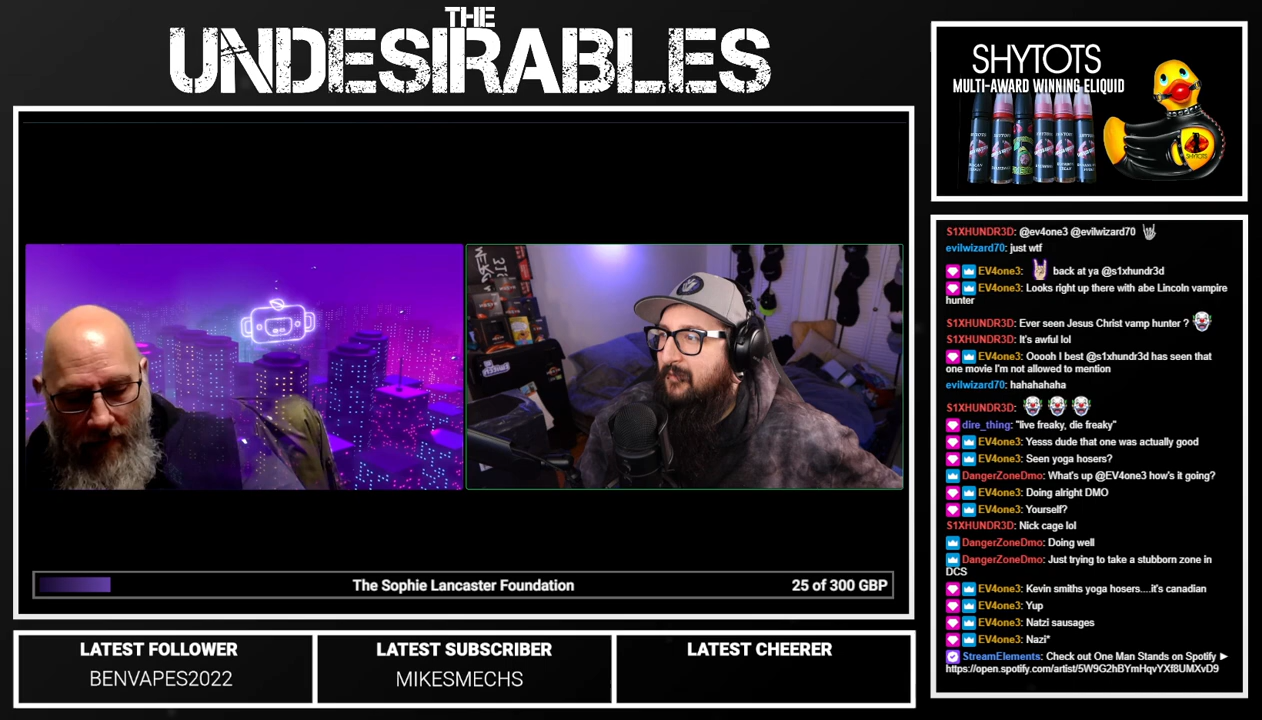 THE
UNDESIRABLES
SHYTOTS
MULTI-AWARD WINNING ELIQUID
S1XHUNDR3D: @ev4one3 @evilwizard70
evilwizard70: just wtf
EV4one3: back at ya @s1xhundr3d
EV4one3: Looks right up there with abe Lincoln vampire
hunter
S1XHUNDR3D: Ever seen Jesus Christ vamp hunter ?
S1XHUNDR3D: It's awful lol
EV4one3: Ooooh I best @s1xhundr3d has seen that
one movie I'm not allowed to mention
evilwizard70: hahahahaha
S1XHUNDR3D:
dire_thing: "live freaky, die freaky"
EV4one3: Yesss dude that one was actually good
EV4one3: Seen yoga hosers?
DangerZoneDmo: What's up @EV4one3 how's it going?
EV4one3: Doing alright DMO
EV4one3: Yourself?
S1XHUNDR3D: Nick cage lol
DangerZoneDmo: Doing well
DangerZoneDmo: Just trying to take a stubborn zone in
DCS
EV4one3: Kevin smiths yoga hosers....it's canadian
EV4one3: Yup
EV4one3: Natzi sausages
EV4one3: Nazi*
StreamElements: Check out One Man Stands on Spotify ►
https://open.spotify.com/artist/5W9G2hBYmHqvYXf8UMXvD9
The Sophie Lancaster Foundation
25 of 300 GBP
LATEST FOLLOWER
BENVAPES2022
LATEST SUBSCRIBER
MIKESMECHS
LATEST CHEERER